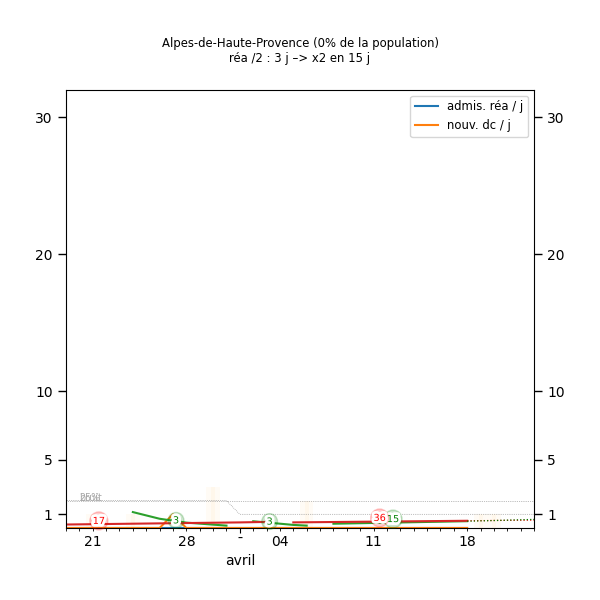 Alpes-de-Haute-Provence (0% de la population)
réa /2 : 3 j –> x2 en 15 j
admis. réa / j
nouv. dc / j
30 30
20 20
10 10
5 5
1 1
17 3 3 36 15
21 28 - 04 11 18
avril